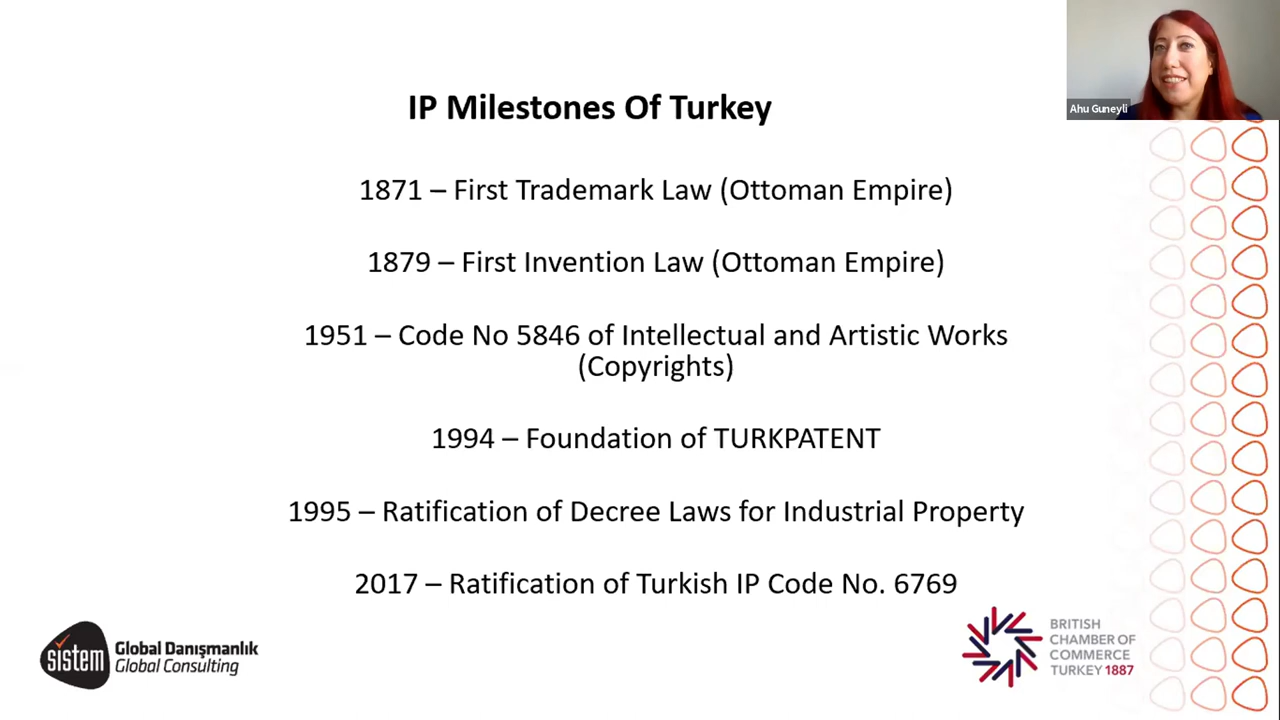 IP Milestones Of Turkey
Ahu Guneyli
1871 – First Trademark Law (Ottoman Empire)
1879 – First Invention Law (Ottoman Empire)
1951 – Code No 5846 of Intellectual and Artistic Works
(Copyrights)
1994 – Foundation of TURKPATENT
1995 – Ratification of Decree Laws for Industrial Property
2017 – Ratification of Turkish IP Code No. 6769
sistem
Global Danışmanlık
Global Consulting
BRITISH
CHAMBER OF
COMMERCE
TURKEY 1887